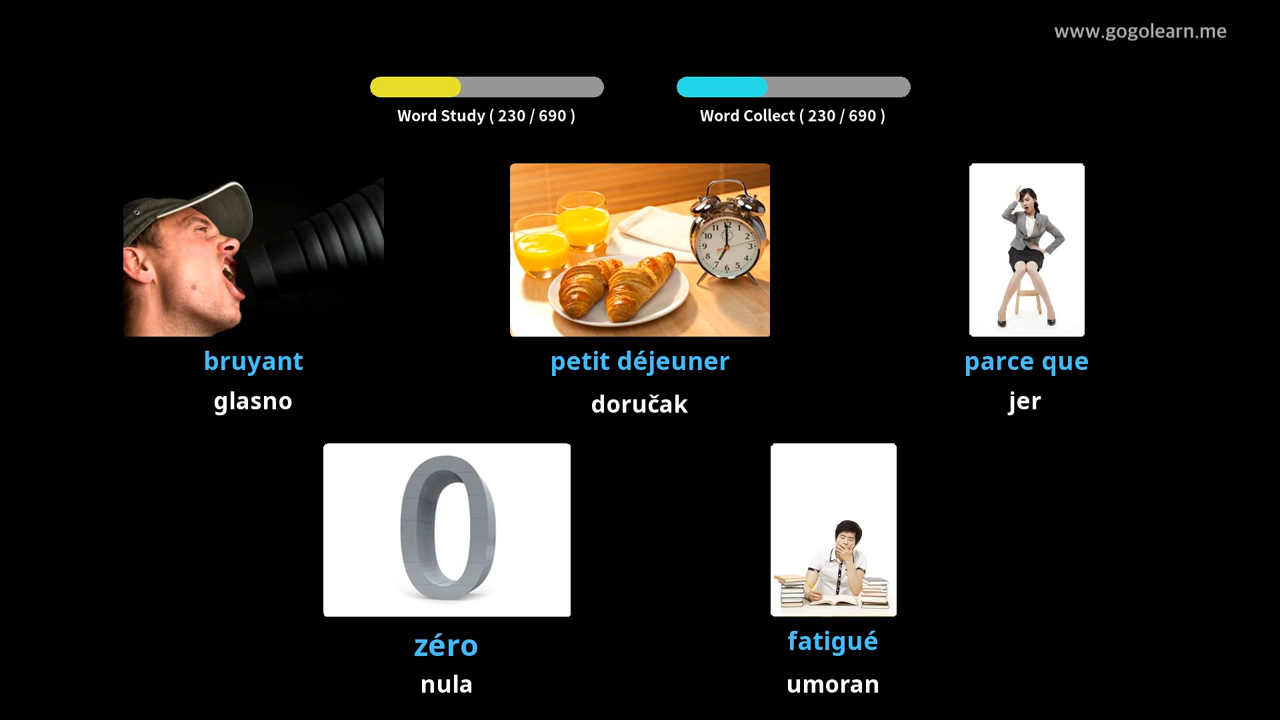 www.gogolearn.me
Word Study ( 230 / 690 )
Word Collect ( 230 / 690 )
bruyant
petit déjeuner
parce que
glasno
doručak
jer
0
zéro
fatigué
nula
umoran